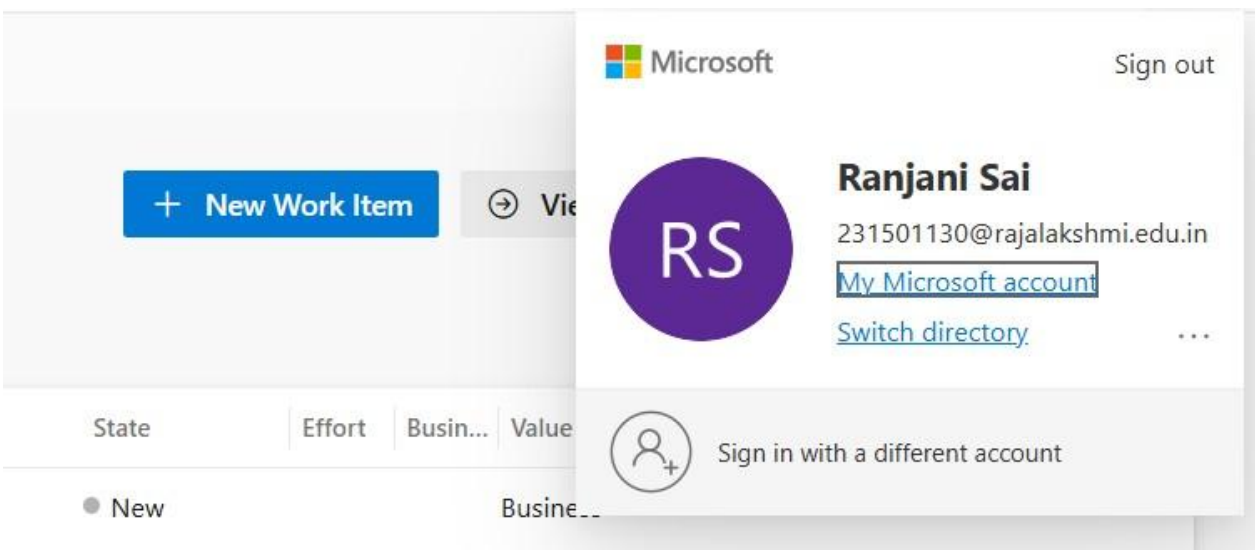 Microsoft
Sign out
+ New Work Item
Vie
RS
Ranjani Sai
231501130@rajalakshmi.edu.in
My Microsoft account
Switch directory
...
State Effort Busin... Value
Sign in with a different account
New